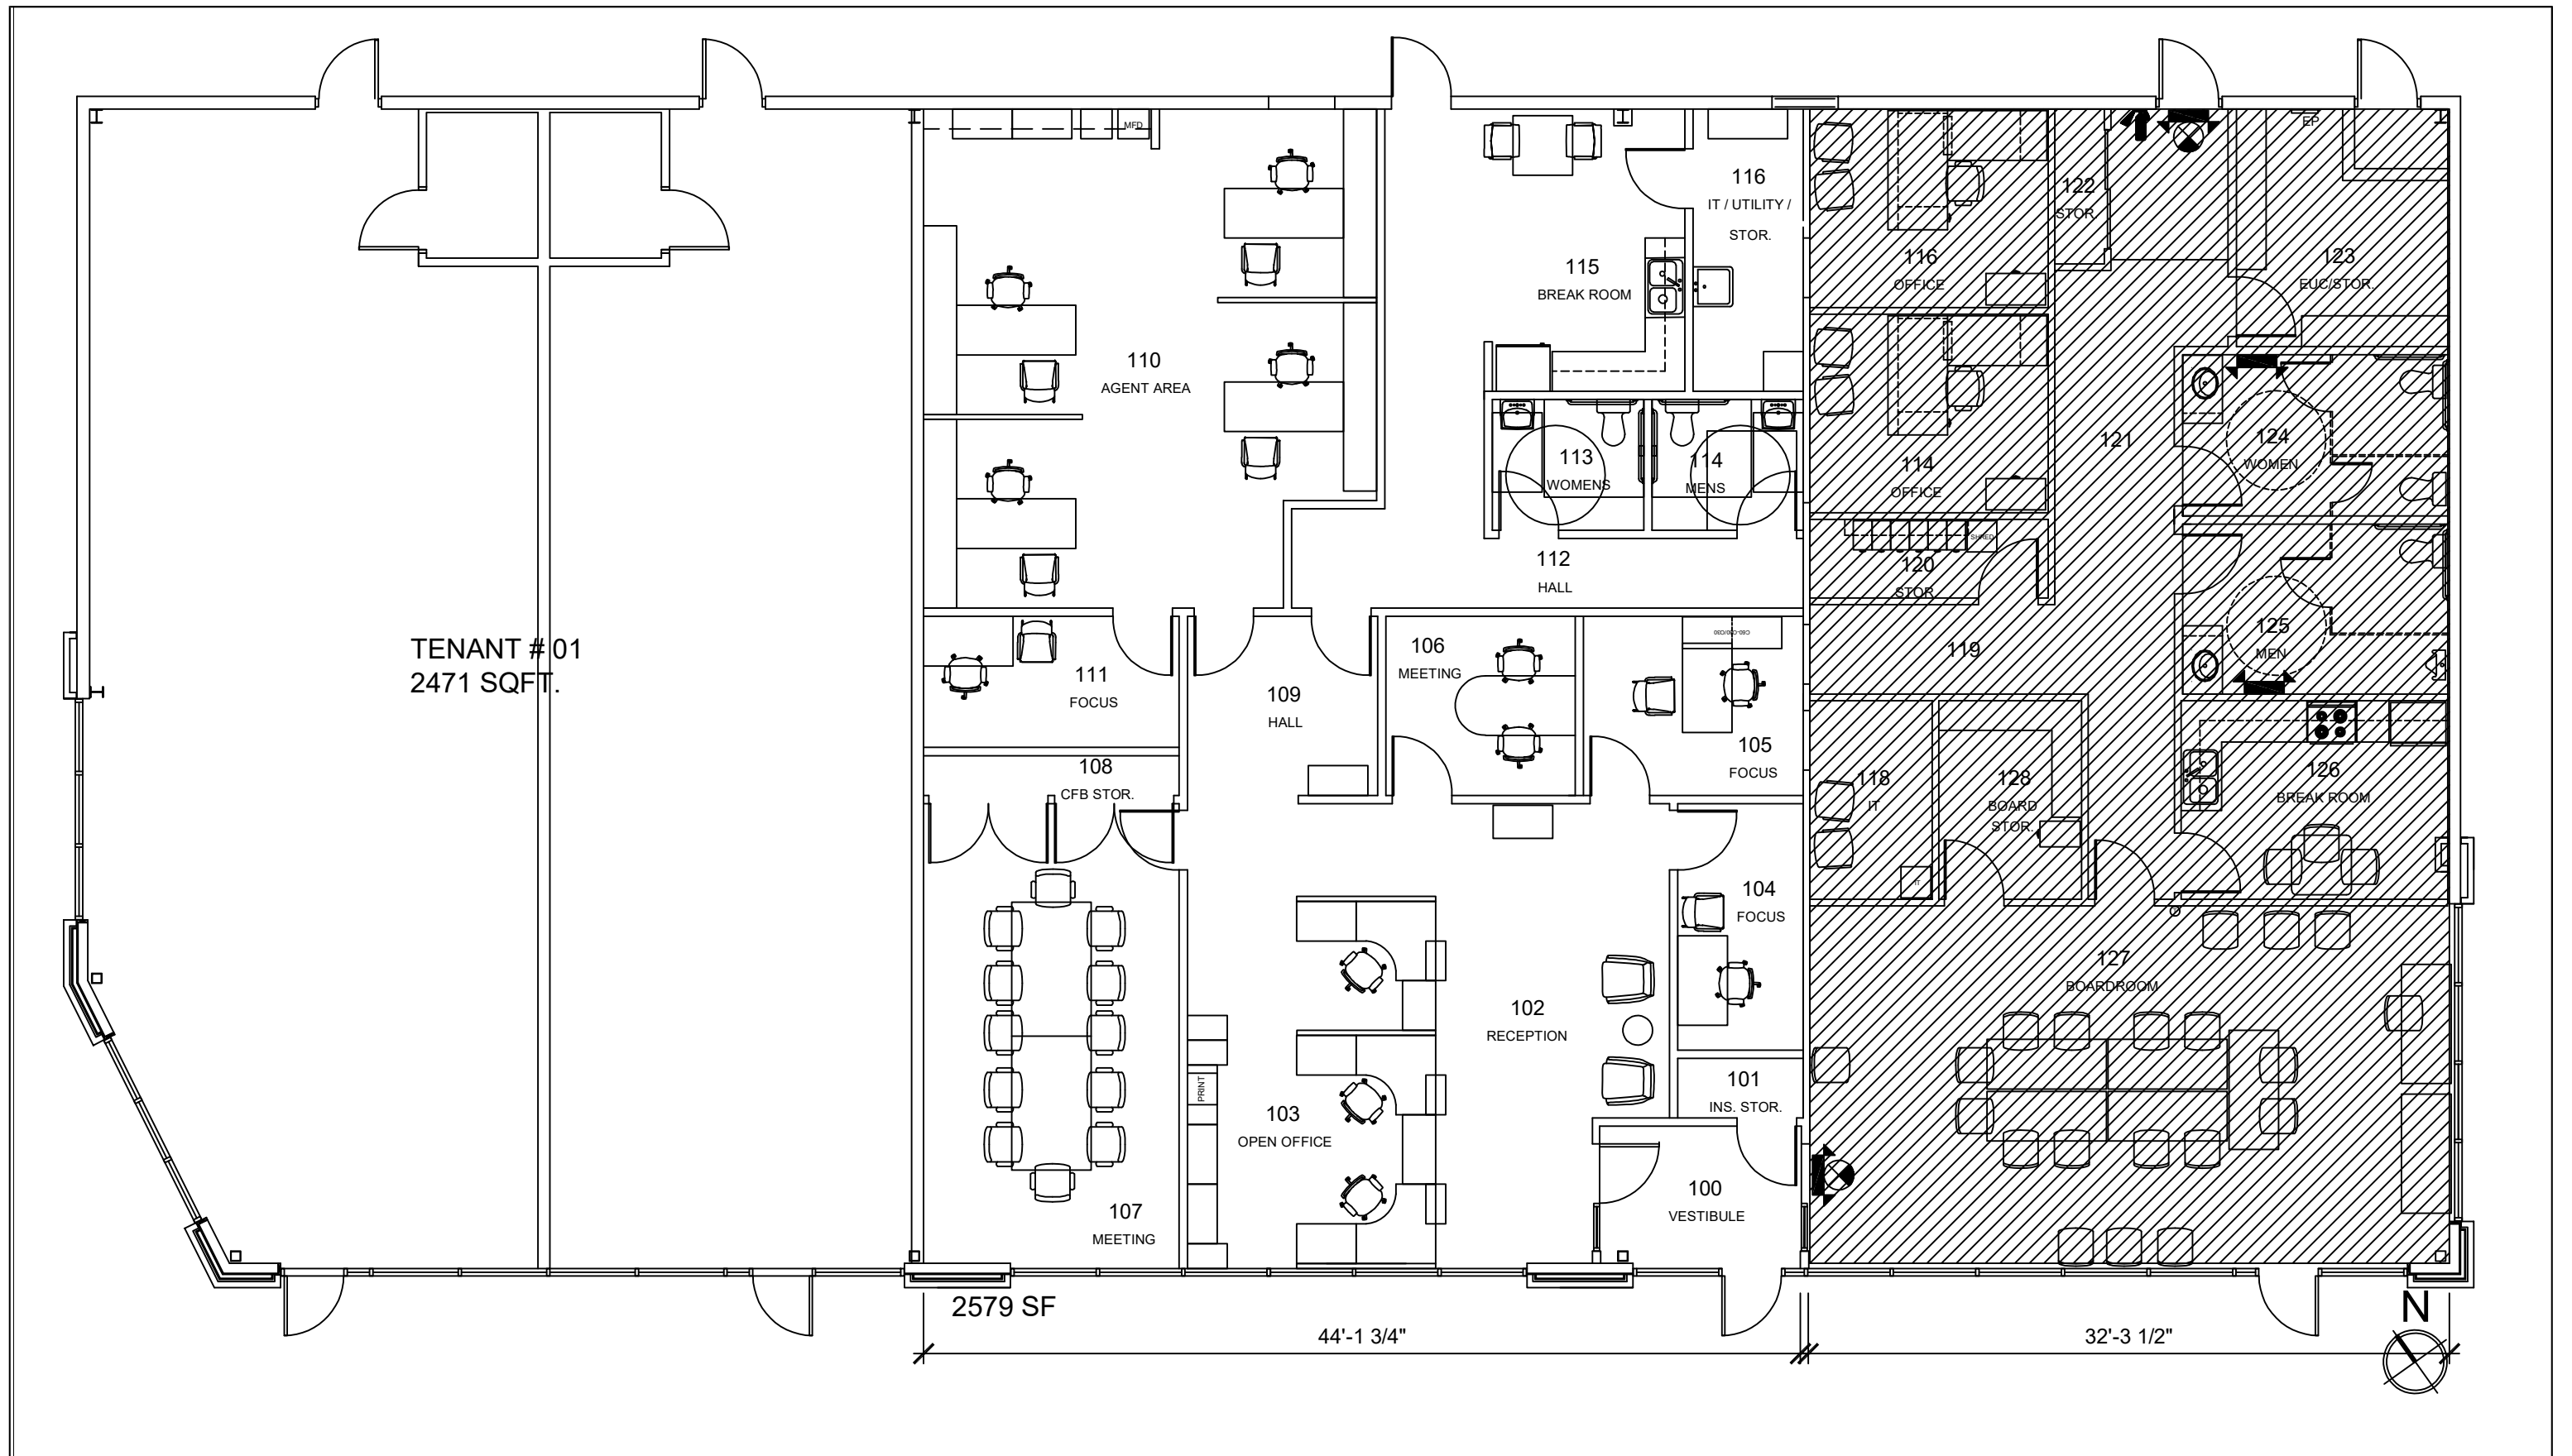 MFD
EP
116
IT / UTILITY /
STOR.
122
STOR.
116
OFFICE
123
EUC/STOR.
115
BREAK ROOM
110
AGENT AREA
121
124
WOMEN
113
WOMENS
114
MENS
114
OFFICE
SHRED
112
HALL
120
STOR.
125
MEN
TENANT # 01
2471 SQFT.
111
FOCUS
109
HALL
106
MEETING
119
105
FOCUS
108
CFB STOR.
118
IT
128
BOARD
STOR.
126
BREAK ROOM
IT
104
FOCUS
127
BOARDROOM
102
RECEPTION
PRINT
101
INS. STOR.
103
OPEN OFFICE
100
VESTIBULE
107
MEETING
2579 SF
N
44'-1 3/4"
32'-3 1/2"